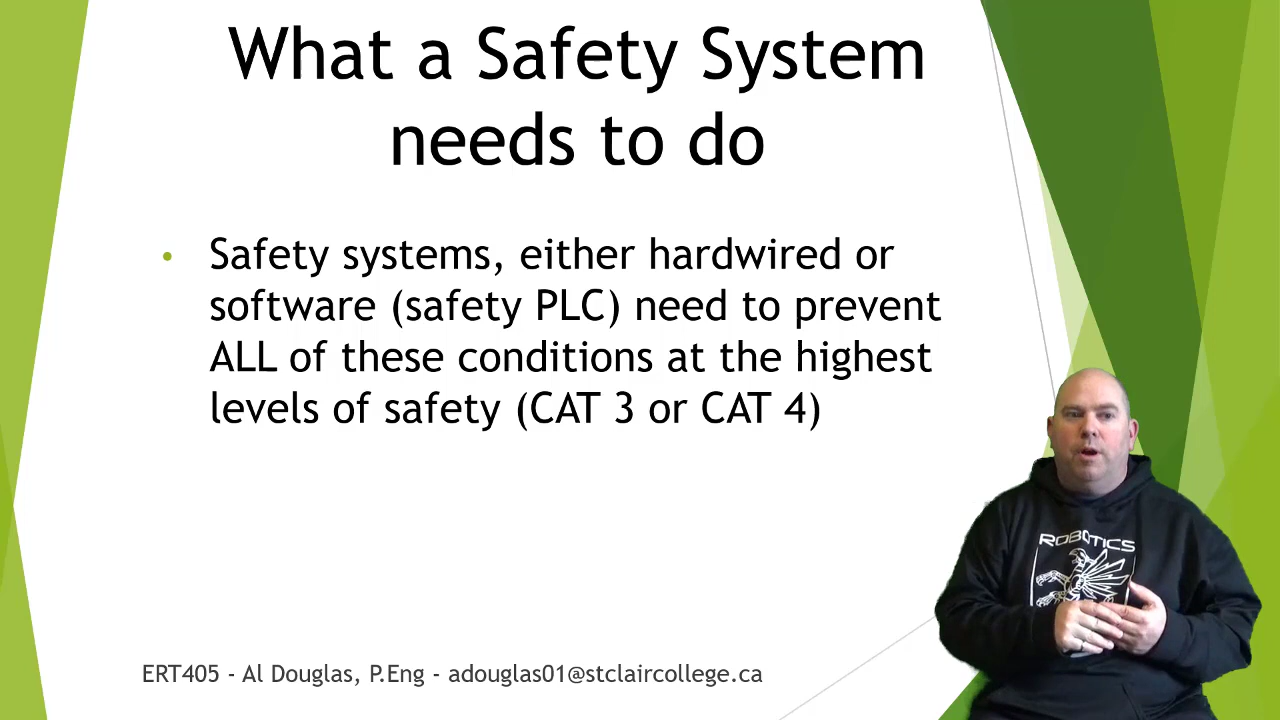 What a Safety System
needs to do
• Safety systems, either hardwired or
software (safety PLC) need to prevent
ALL of these conditions at the highest
levels of safety (CAT 3 or CAT 4)
ROBOTICS
ERT405 - Al Douglas, P.Eng - adouglas01@stclaircollege.ca